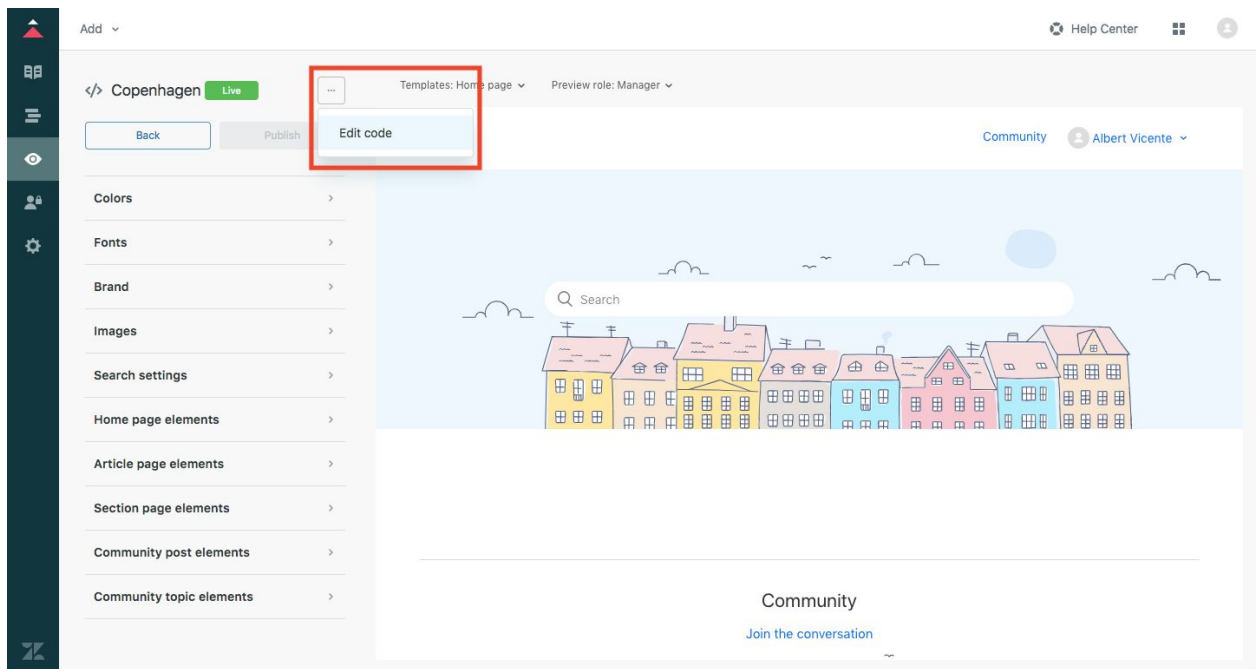 Add
Help Center
</> Copenhagen Live
...
Templates: Home page
Preview role: Manager
Edit code
Back
Publish
Community
Albert Vicente
Colors
Fonts
Brand
Images
Search settings
Home page elements
Article page elements
Section page elements
Community post elements
Community topic elements
Search
Community
Join the conversation